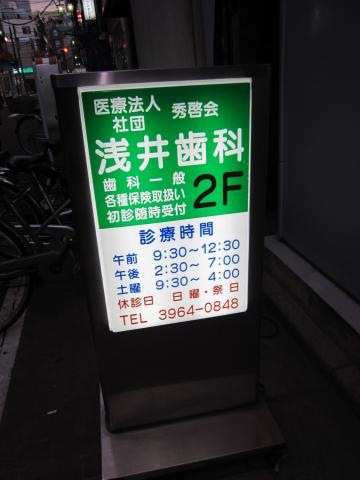 医療法人社団 秀啓会
浅井歯科
歯科一般
各種保険取扱い
初診随時受付
2F
診療時間
午前 9:30~12:30
午後 2:30~ 7:00
土曜 9:30~ 4:00
休診日 日曜・祭日
TEL 3964-0848